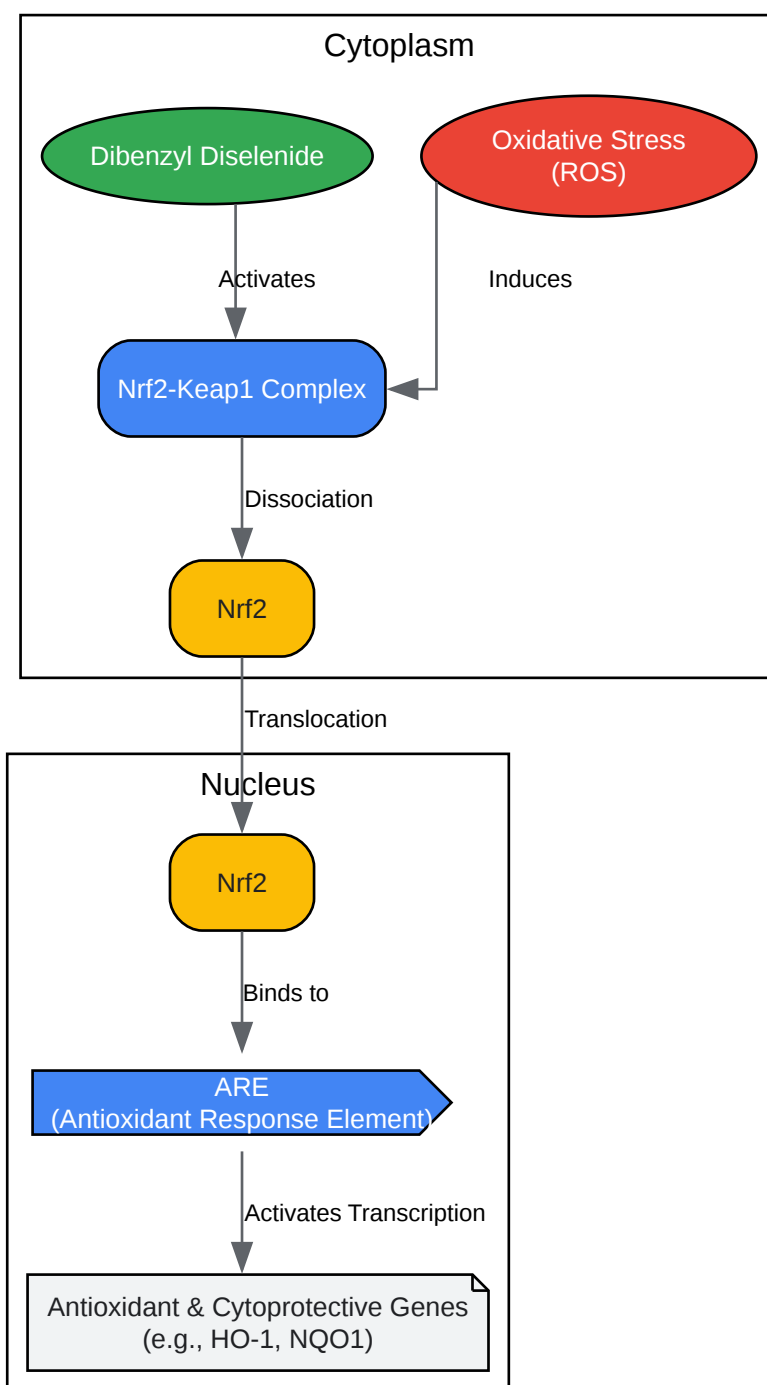 Cytoplasm
Dibenzyl Diselenide
Oxidative Stress
(ROS)
Activates
Induces
Nrf2-Keap1 Complex
Dissociation
Nrf2
Translocation
Nucleus
Nrf2
Binds to
ARE
(Antioxidant Response Element)
Activates Transcription
Antioxidant & Cytoprotective Genes
(e.g., HO-1, NQO1)